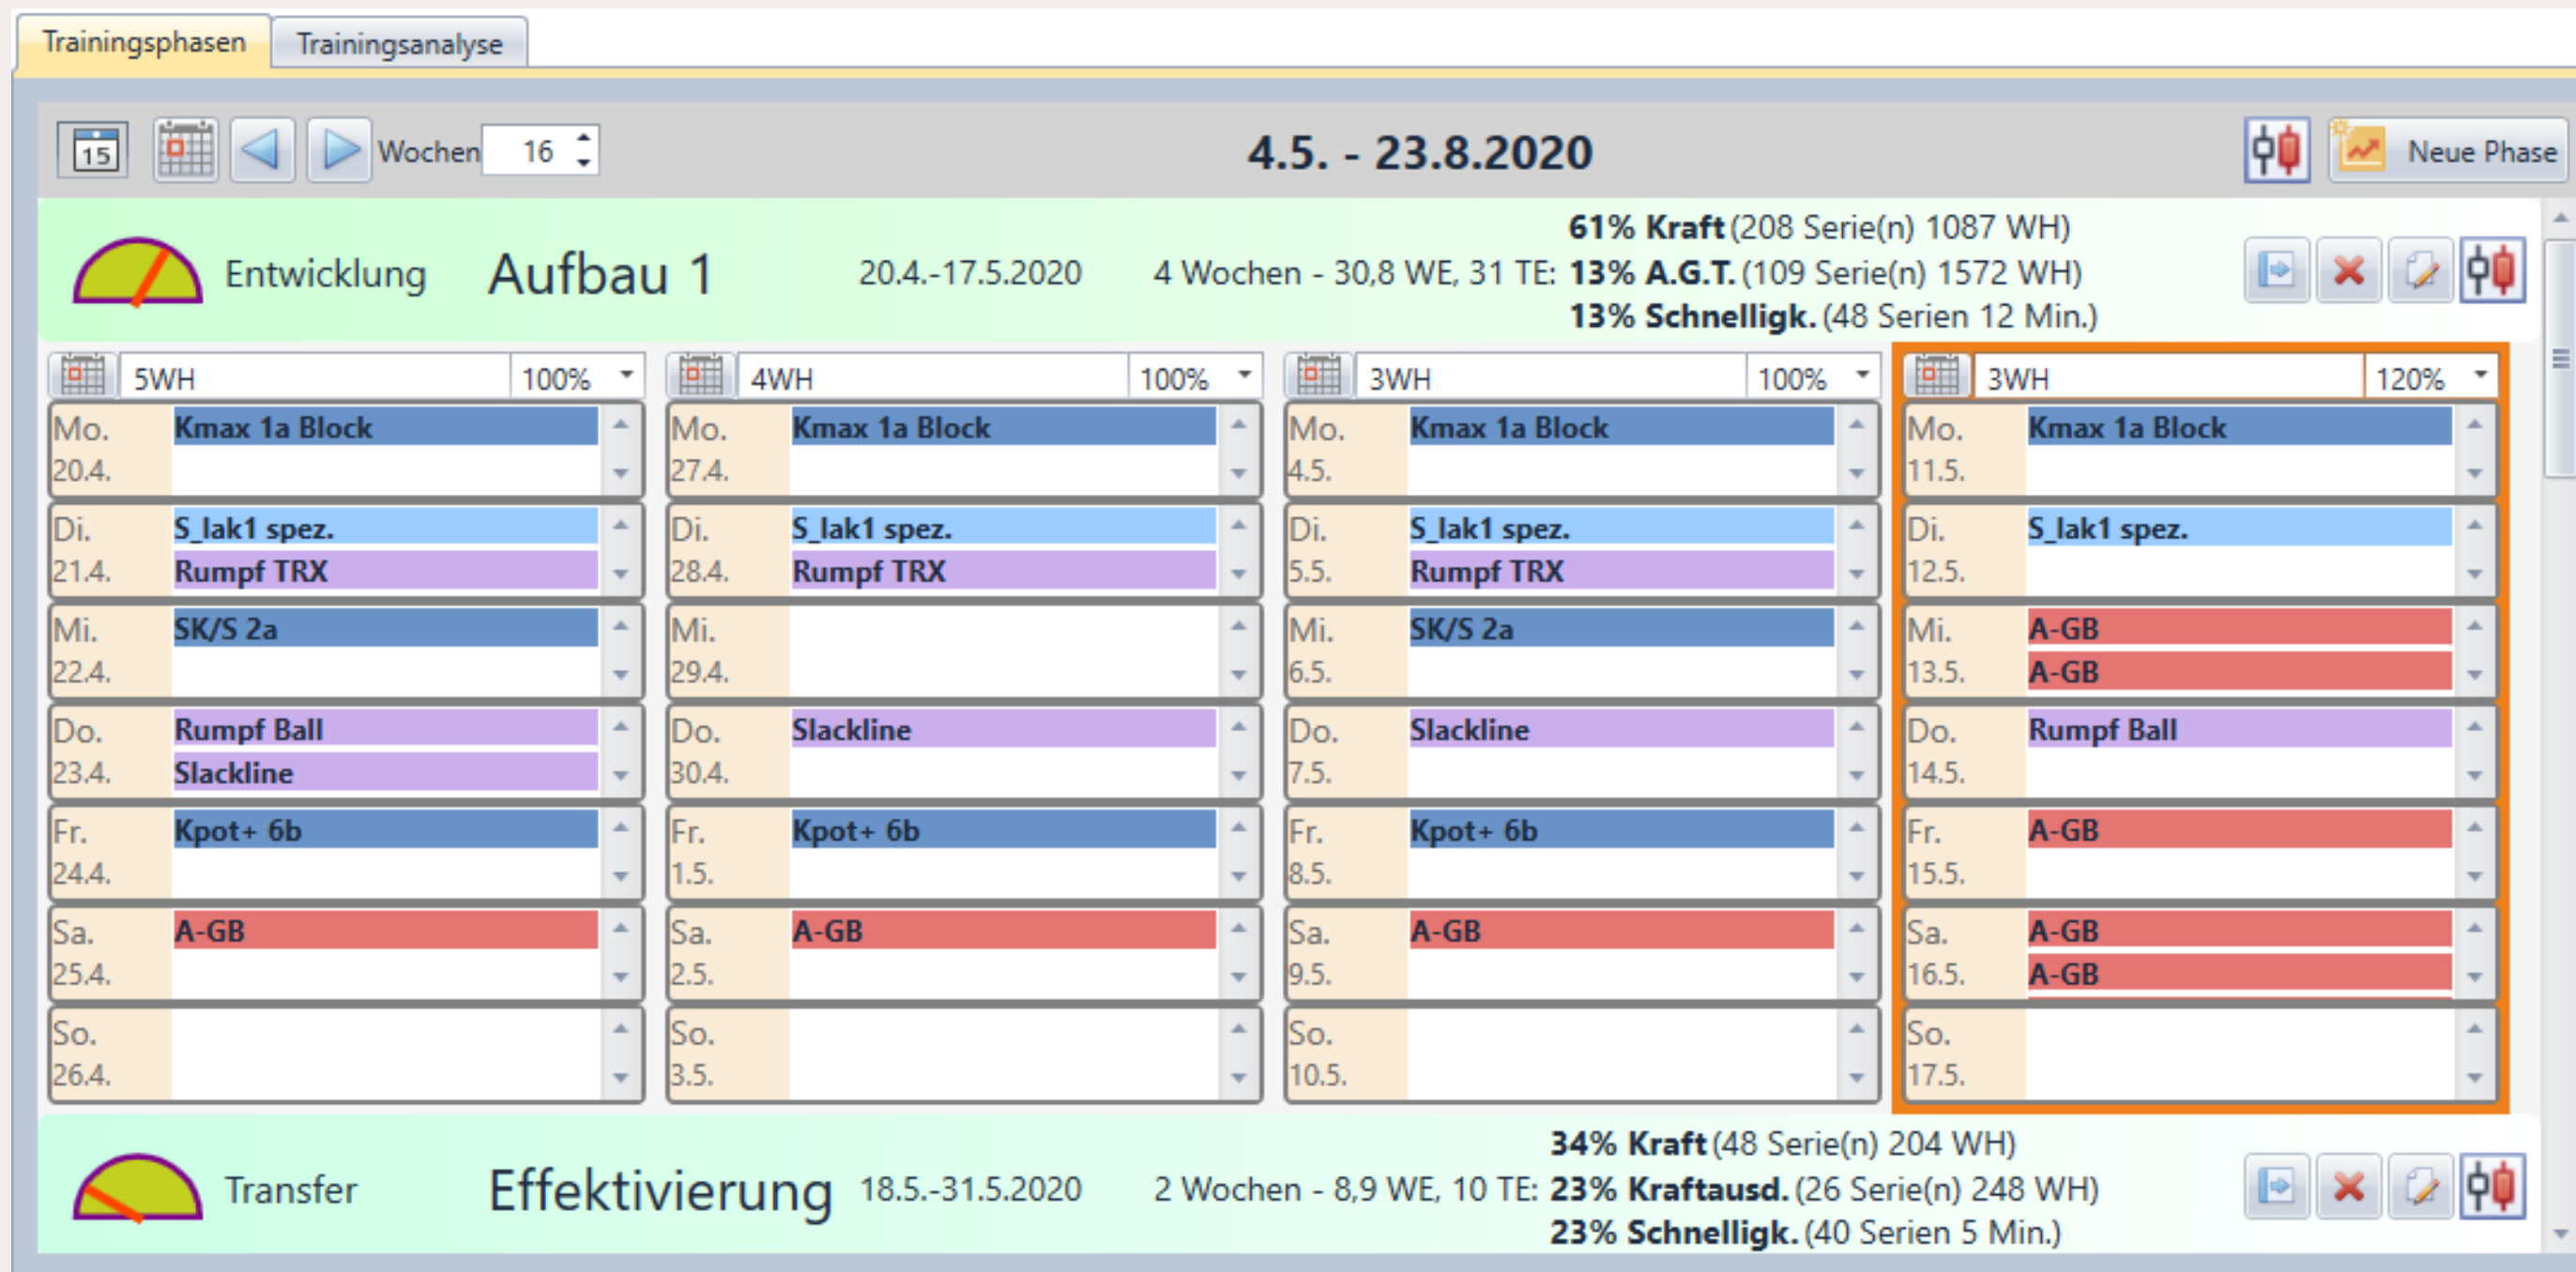 Trainingsphasen Trainingsanalyse
15 Wochen 16 4.5. - 23.8.2020 Neue Phase
61% Kraft (208 Serie(n) 1087 WH)
Entwicklung Aufbau 1 20.4.-17.5.2020 4 Wochen - 30,8 WE, 31 TE: 13% A.G.T. (109 Serie(n) 1572 WH)
13% Schnelligk. (48 Serien 12 Min.)
5WH 100% 4WH 100% 3WH 100% 3WH 120%
Mo. Kmax 1a Block Mo. Kmax 1a Block Mo. Kmax 1a Block Mo. Kmax 1a Block
20.4. 27.4. 4.5. 11.5.
Di. S_lak1 spez. Di. S_lak1 spez. Di. S_lak1 spez. Di. S_lak1 spez.
21.4. Rumpf TRX 28.4. Rumpf TRX 5.5. Rumpf TRX 12.5.
Mi. SK/S 2a Mi. Mi. SK/S 2a Mi. A-GB
22.4. 29.4. 6.5. 13.5. A-GB
Do. Rumpf Ball Do. Slackline Do. Slackline Do. Rumpf Ball
23.4. Slackline 30.4. 7.5. 14.5.
Fr. Kpot+ 6b Fr. Kpot+ 6b Fr. Kpot+ 6b Fr. A-GB
24.4. 1.5. 8.5. 15.5.
Sa. A-GB Sa. A-GB Sa. A-GB Sa. A-GB
25.4. 2.5. 9.5. 16.5. A-GB
So. So. So. So.
26.4. 3.5. 10.5. 17.5.
34% Kraft (48 Serie(n) 204 WH)
Transfer Effektivierung 18.5.-31.5.2020 2 Wochen - 8,9 WE, 10 TE: 23% Kraftausd. (26 Serie(n) 248 WH)
23% Schnelligk. (40 Serien 5 Min.)